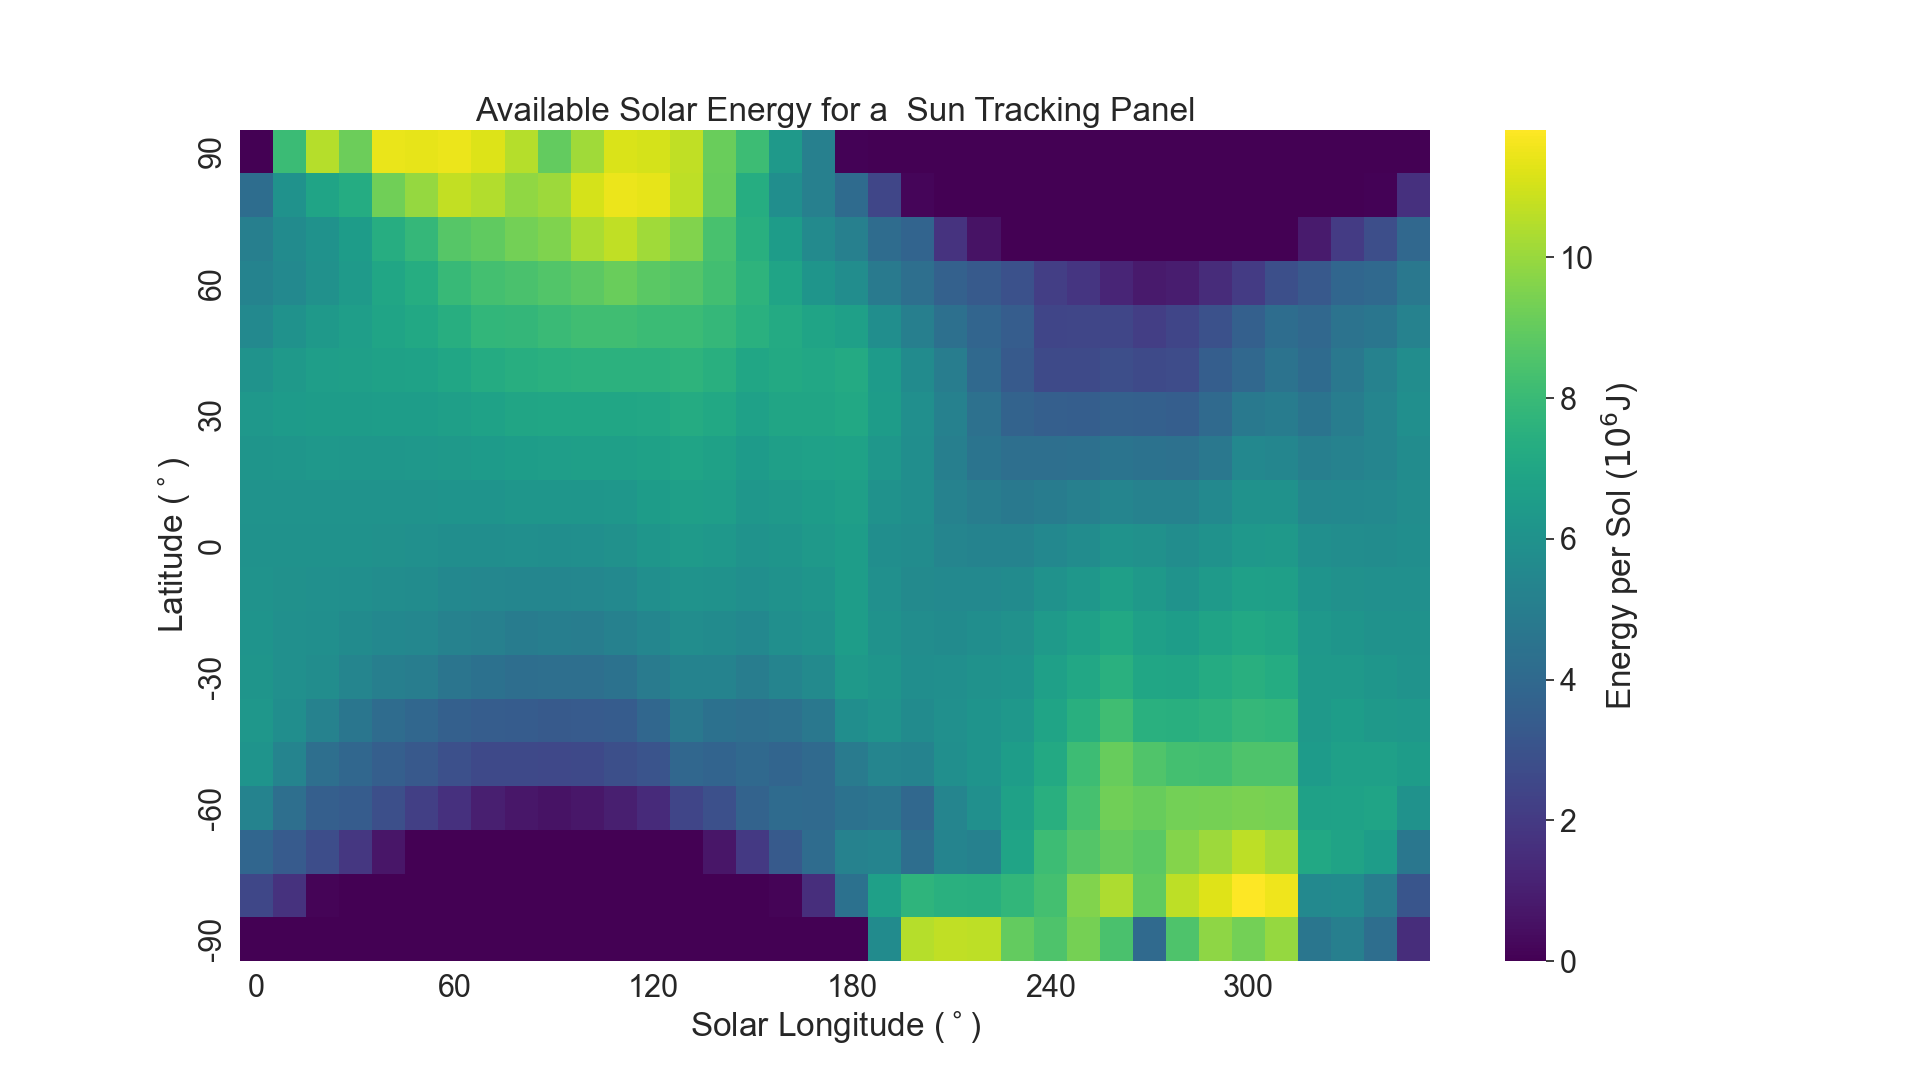 Available Solar Energy for a  Sun Tracking Panel
90
60
30
0
-30
-60
-90
Latitude (°)
0 60 120 180 240 300
Solar Longitude (°)
10
8
6
4
2
0
Energy per Sol (10⁶J)